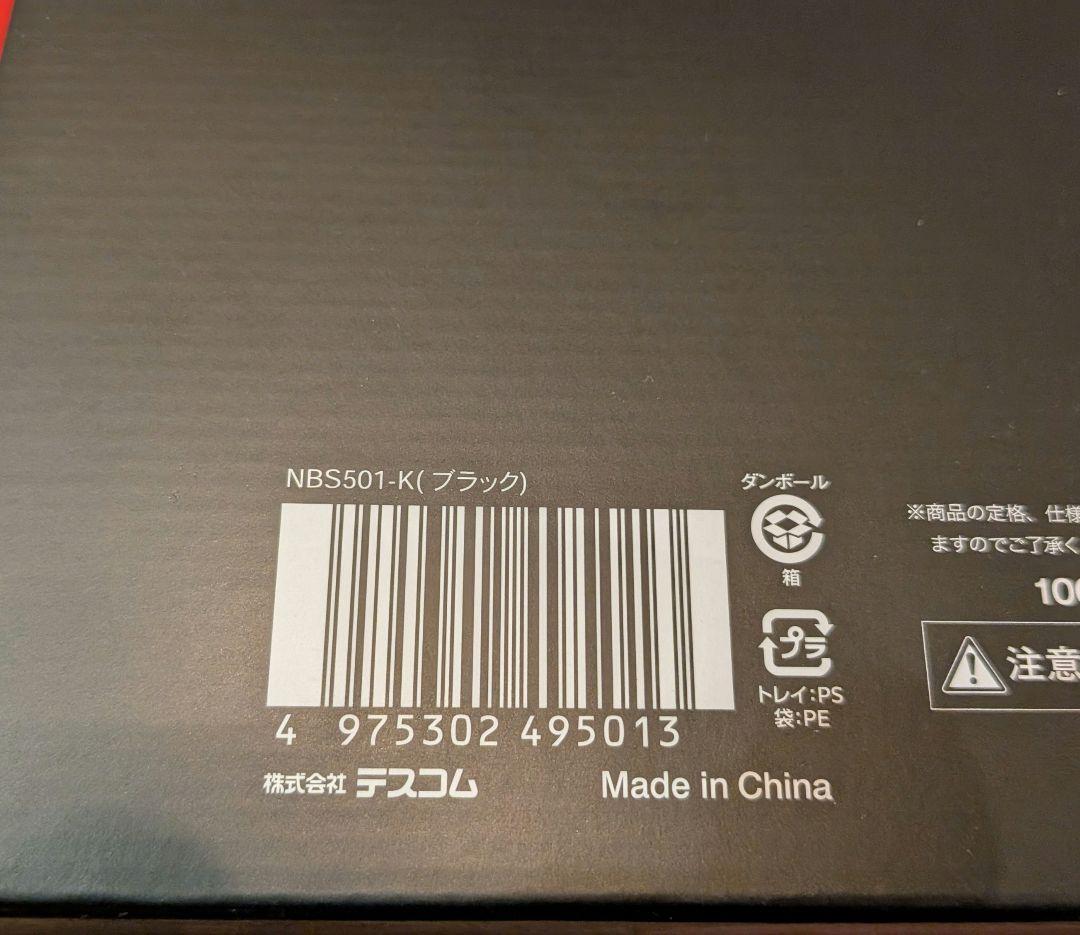 NBS501-K(ブラック)
4 975302 495013
株式会社 テスコム
Made in China
ダンボール
箱
プラ
トレイ:PS
袋:PE
※商品の定格、仕様
ますのでご了承く
100
注意